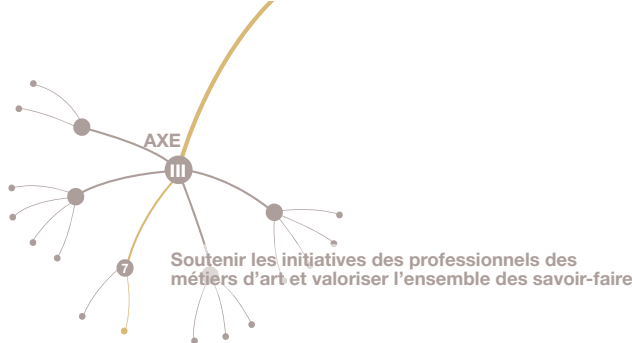 AXE
III
7
Soutenir les initiatives des professionnels des
métiers d’art et valoriser l’ensemble des savoir-faire